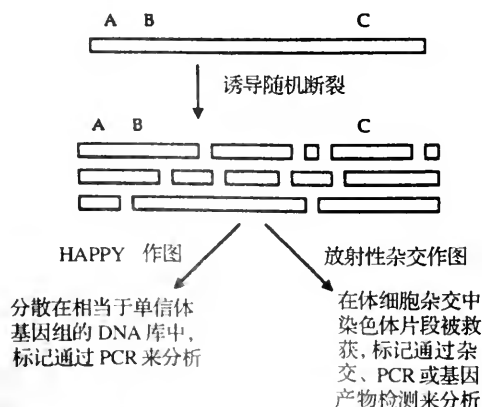 A B C
诱导随机断裂
A B C
HAPPY 作图
放射性杂交作图
分散在相当于单信体
基因组的 DNA 库中,
标记通过 PCR 来分析
在体细胞杂交中
染色体片段被救
获, 标记通过杂
交、PCR 或基因
产物检测来分析